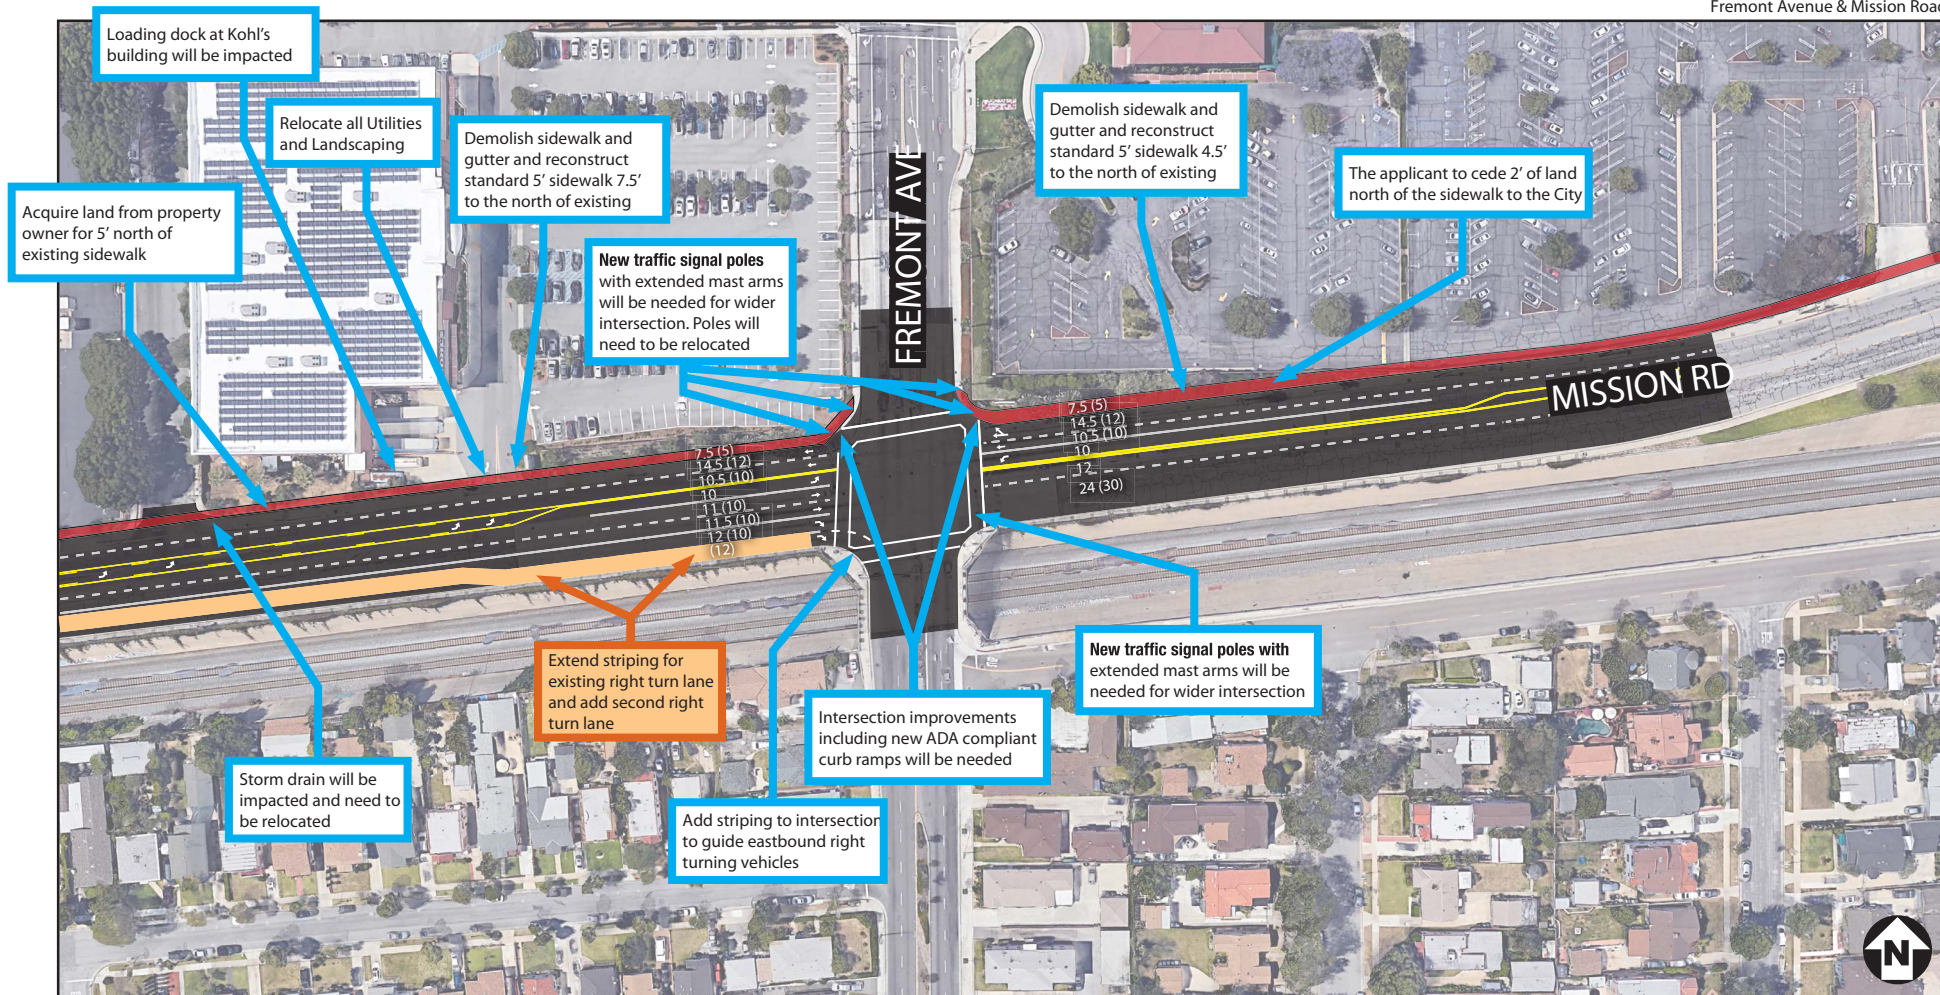 Fremont Avenue & Mission Road
Loading dock at Kohl's
building will be impacted
Relocate all Utilities
and Landscaping
Demolish sidewalk and
gutter and reconstruct
standard 5' sidewalk 7.5'
to the north of existing
Acquire land from property
owner for 5' north of
existing sidewalk
New traffic signal poles
with extended mast arms
will be needed for wider
intersection. Poles will
need to be relocated
FREMONT AVE
Demolish sidewalk and
gutter and reconstruct
standard 5' sidewalk 4.5'
to the north of existing
The applicant to cede 2' of land
north of the sidewalk to the City
MISSION RD
7.5 (5)
14.5 (12)
10.5 (10)
10
12
24 (30)
7.5 (5)
14.5 (12)
10.5 (10)
10
11 (10)
11.5 (10)
12 (10)
(12)
Extend striping for
existing right turn lane
and add second right
turn lane
New traffic signal poles with
extended mast arms will be
needed for wider intersection
Intersection improvements
including new ADA compliant
curb ramps will be needed
Storm drain will be
impacted and need to
be relocated
Add striping to intersection
to guide eastbound right
turning vehicles
N